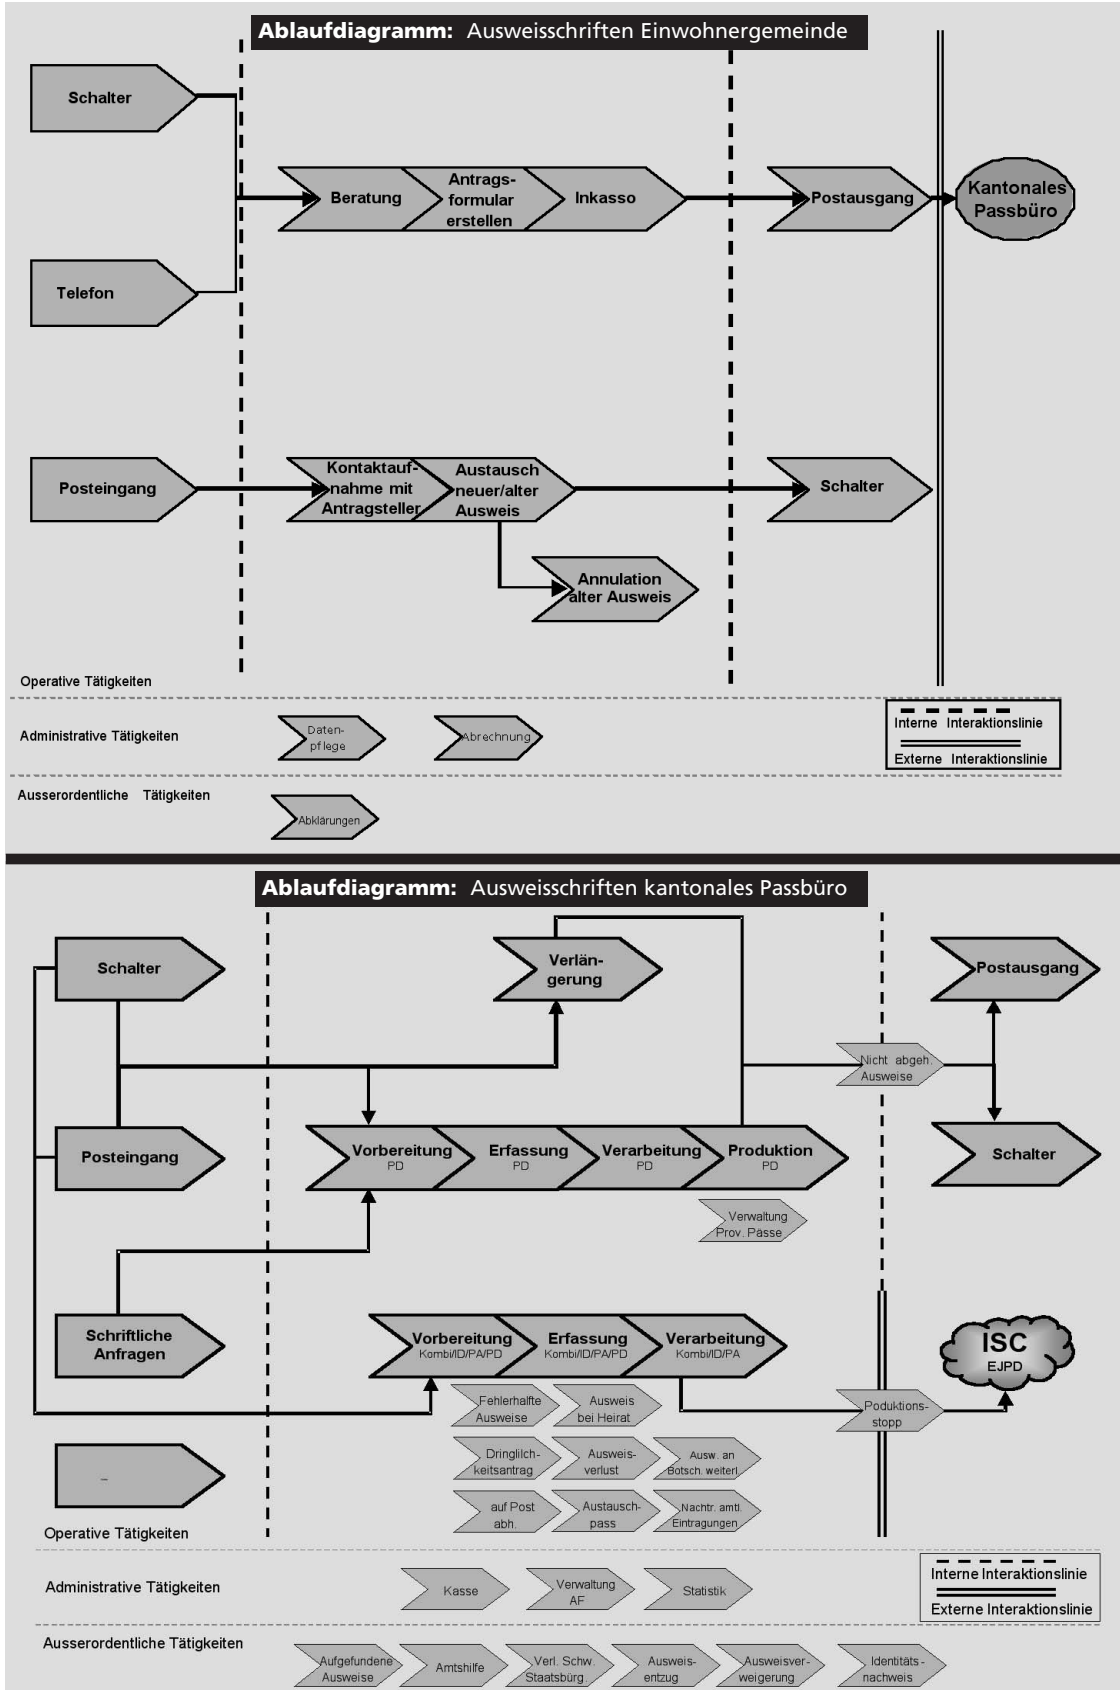 Ablaufdiagramm: Ausweisschriften Einwohnergemeinde
Schalter
Beratung
Antrags-
formular
erstellen
Inkasso
Postausgang
Kantonales
Passbüro
Telefon
Posteingang
Kontaktauf-
nahme mit
Antragsteller
Austausch
neuer/alter
Ausweis
Schalter
Annulation
alter Ausweis
Operative Tätigkeiten
Administrative Tätigkeiten
Daten-
pflege
Abrechnung
Interne Interaktionslinie
Externe Interaktionslinie
Ausserordentliche Tätigkeiten
Abklärungen
Ablaufdiagramm: Ausweisschriften kantonales Passbüro
Schalter
Verlän-
gerung
Postausgang
Nicht abgeh.
Ausweise
Posteingang
Vorbereitung
PD
Erfassung
PD
Verarbeitung
PD
Produktion
PD
Schalter
Verwaltung
Prov. Pässe
Schriftliche
Anfragen
Vorbereitung
Kombi/ID/PA/PD
Erfassung
Kombi/ID/PA/PD
Verarbeitung
Kombi/ID/PA
ISC
EJPD
Fehlerhalfte
Ausweise
Ausweis
bei Heirat
Poduktions-
stopp
Dringlilch-
keitsantrag
Ausweis-
verlust
Ausw. an
Botsch. weiterl.
...
auf Post
abh.
Austausch-
pass
Nachtr. amtl.
Eintragungen
Operative Tätigkeiten
Administrative Tätigkeiten
Kasse
Verwaltung
AF
Statistik
Interne Interaktionslinie
Externe Interaktionslinie
Ausserordentliche Tätigkeiten
Aufgefundene
Ausweise
Amtshilfe
Verl. Schw.
Staatsbürg.
Ausweis-
entzug
Ausweisver-
weigerung
Identitäts-
nachweis